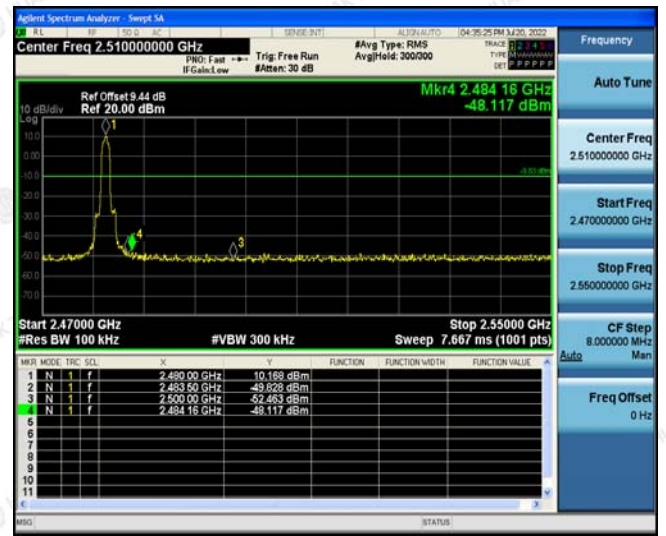 Agilent Spectrum Analyzer - Swept SA
RL RF 50 Ω AC SENSE:INT ALIGNAUTO 04:35:25 PM Jul 20, 2022
Center Freq 2.510000000 GHz #Avg Type: RMS TRACE 1 2 3 4 5 6
PNO: Fast Trig: Free Run Avg|Hold: 300/300 TYPE
IFGain:Low #Atten: 30 dB DET P P P P P P
Frequency
Auto Tune
Mkr4 2.484 16 GHz
Ref Offset 9.44 dB
10 dB/div Ref 20.00 dBm -48.117 dBm
Log
10.0
0.00
-10.0
-20.0
-30.0
-40.0
-50.0
-60.0
-70.0
1
4
3
Center Freq
2.510000000 GHz
Start Freq
2.470000000 GHz
Stop Freq
2.550000000 GHz
Start 2.47000 GHz Stop 2.55000 GHz
#Res BW 100 kHz #VBW 300 kHz Sweep 7.667 ms (1001 pts)
CF Step
8.000000 MHz
Auto Man
Freq Offset
0 Hz
MKR MODE TRC SCL X Y FUNCTION FUNCTION WIDTH FUNCTION VALUE
1 N 1 f 2.480 00 GHz 10.168 dBm
2 N 1 f 2.483 50 GHz -49.828 dBm
3 N 1 f 2.500 00 GHz -52.463 dBm
4 N 1 f 2.484 16 GHz -48.117 dBm
5
6
7
8
9
10
11
MSG STATUS